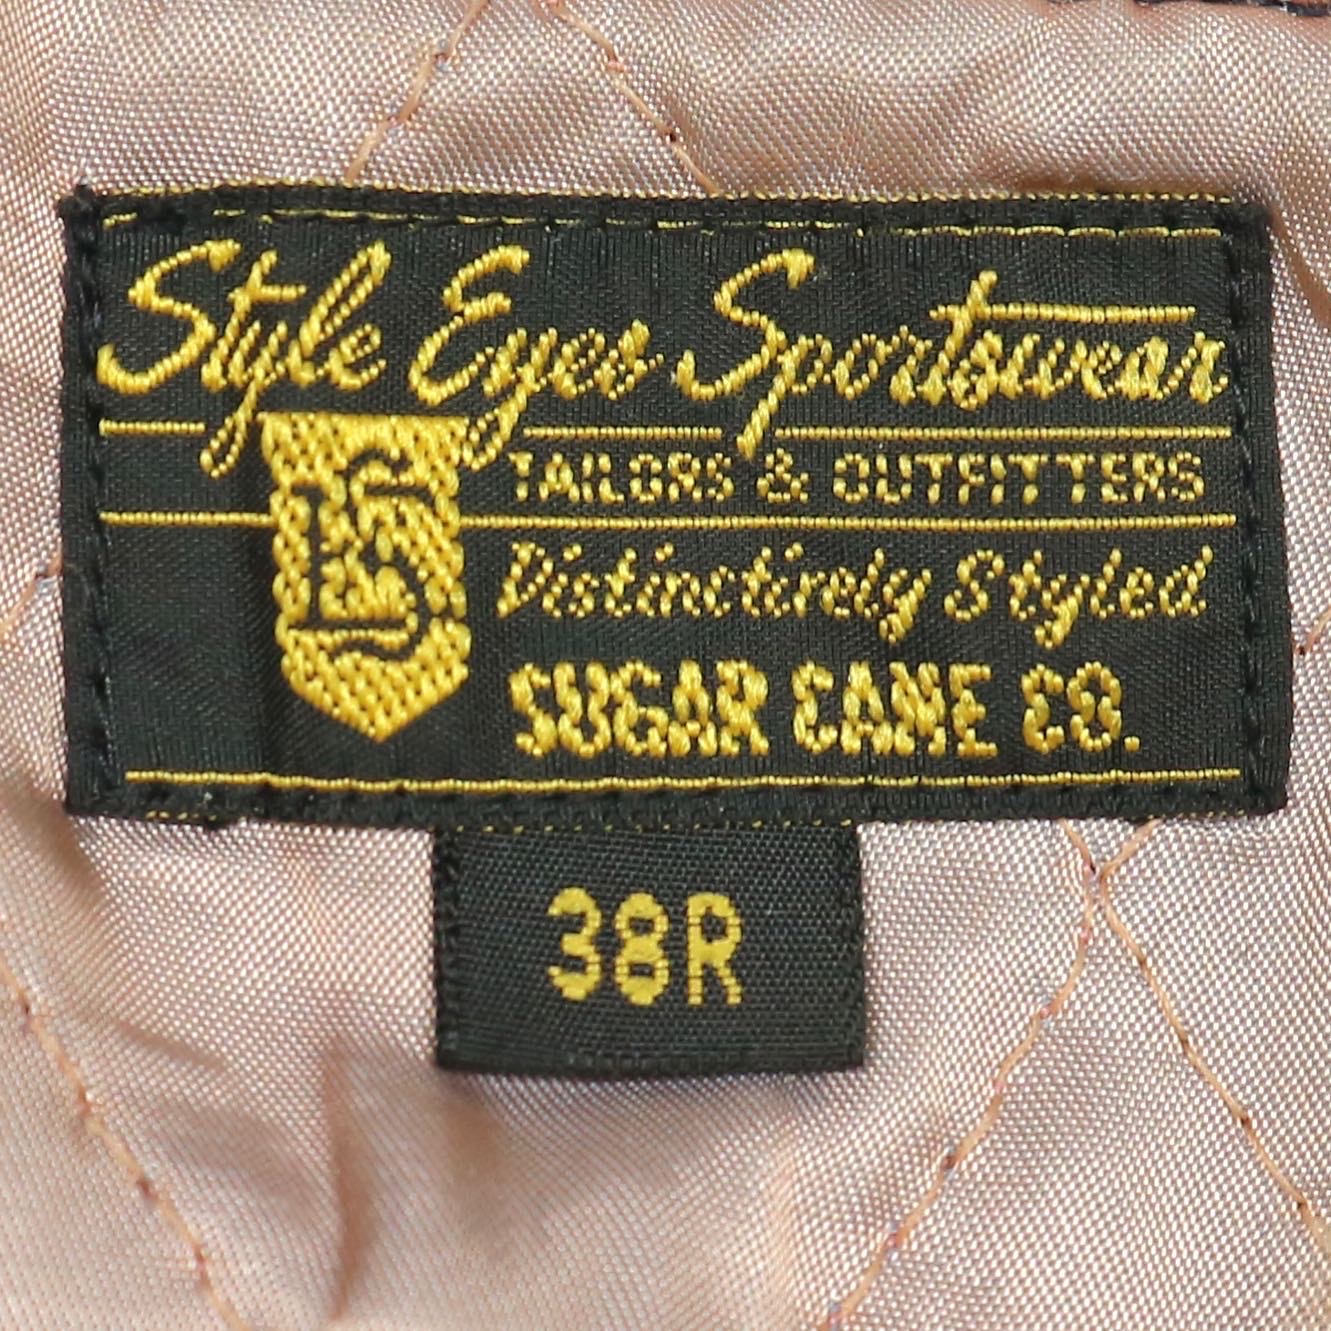 Style Eyes Sportswear
TAILORS & OUTFITTERS
Distinctively Styled
SUGAR CANE CO.
38R